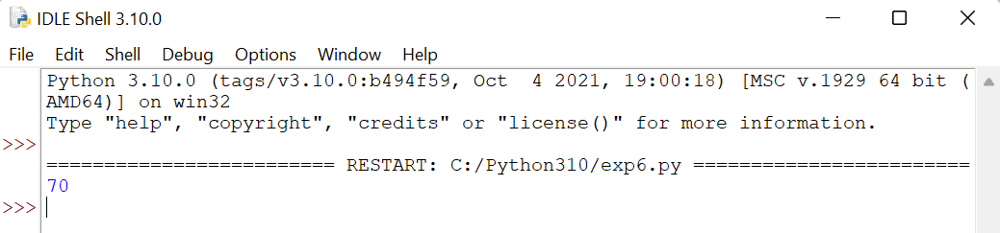 IDLE Shell 3.10.0
File Edit Shell Debug Options Window Help
Python 3.10.0 (tags/v3.10.0:b494f59, Oct  4 2021, 19:00:18) [MSC v.1929 64 bit (
AMD64)] on win32
Type "help", "copyright", "credits" or "license()" for more information.
>>>
========================= RESTART: C:/Python310/exp6.py ========================
70
>>>